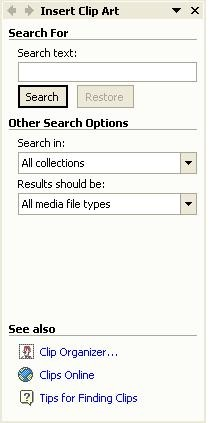 Insert Clip Art
Search For
Search text:
Search Restore
Other Search Options
Search in:
All collections
Results should be:
All media file types
See also
Clip Organizer...
Clips Online
Tips for Finding Clips